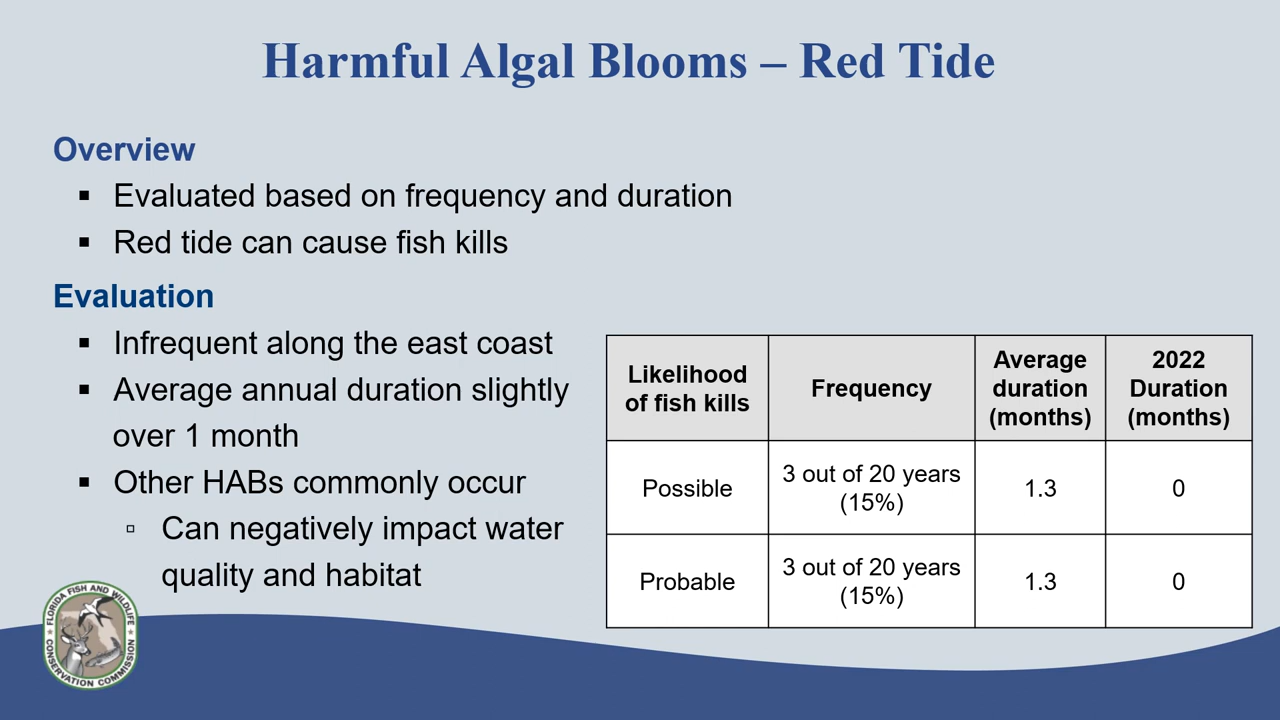 Harmful Algal Blooms – Red Tide
Overview
▪ Evaluated based on frequency and duration
▪ Red tide can cause fish kills
Evaluation
▪ Infrequent along the east coast
▪ Average annual duration slightly
over 1 month
▪ Other HABs commonly occur
▫ Can negatively impact water
quality and habitat
Likelihood
of fish kills
Frequency
Average
duration
(months)
2022
Duration
(months)
Possible
3 out of 20 years
(15%)
1.3
0
Probable
3 out of 20 years
(15%)
1.3
0
FLORIDA FISH AND WILDLIFE
CONSERVATION COMMISSION